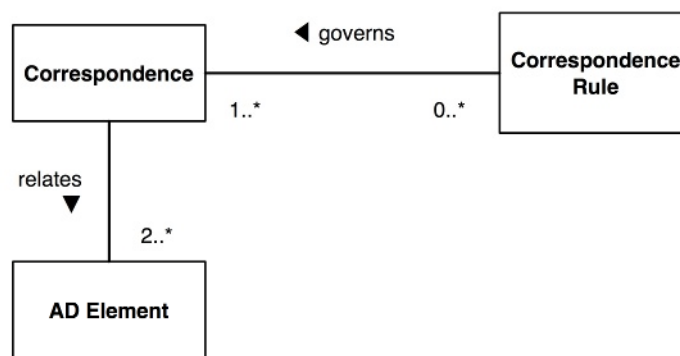 governs
Correspondence
Correspondence
Rule
1..*
0..*
relates
2..*
AD Element